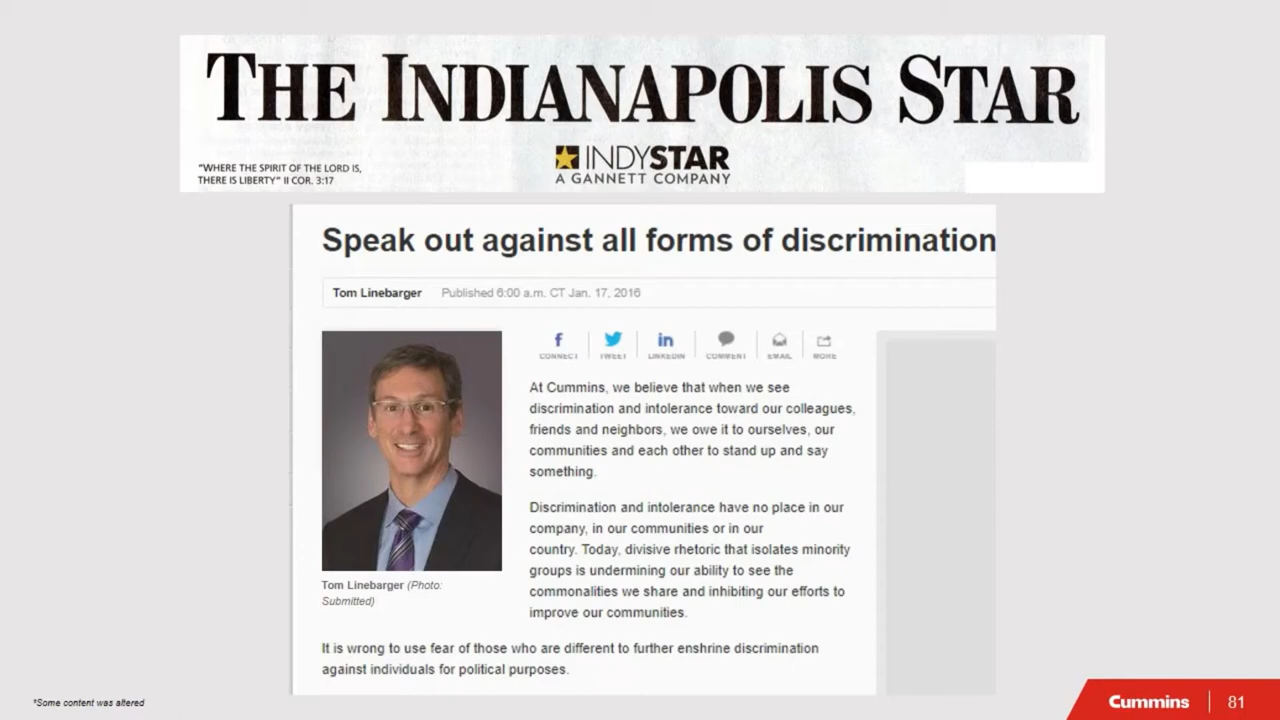 THE INDIANAPOLIS STAR
"WHERE THE SPIRIT OF THE LORD IS,
THERE IS LIBERTY" II COR. 3:17
INDYSTAR
A GANNETT COMPANY
Speak out against all forms of discrimination
Tom Linebarger Published 6:00 a.m. CT Jan. 17, 2016
f CONNECT TWEET in LINKEDIN COMMENT EMAIL MORE
At Cummins, we believe that when we see
discrimination and intolerance toward our colleagues,
friends and neighbors, we owe it to ourselves, our
communities and each other to stand up and say
something.
Discrimination and intolerance have no place in our
company, in our communities or in our
country. Today, divisive rhetoric that isolates minority
groups is undermining our ability to see the
commonalities we share and inhibiting our efforts to
improve our communities.
Tom Linebarger (Photo:
Submitted)
It is wrong to use fear of those who are different to further enshrine discrimination
against individuals for political purposes.
*Some content was altered
Cummins 81